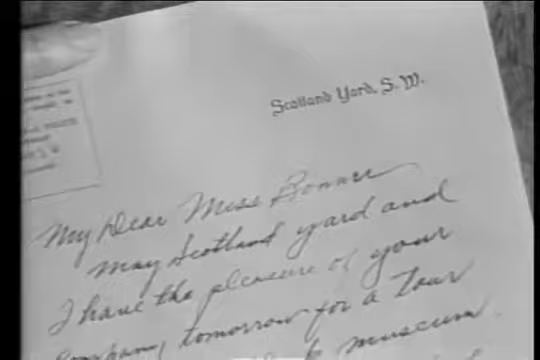 Scotland Yard, S. W.
My Dear Miss Bonner
may Scotland yard and
I have the pleasure of your
Company tomorrow for a Tour
museum.